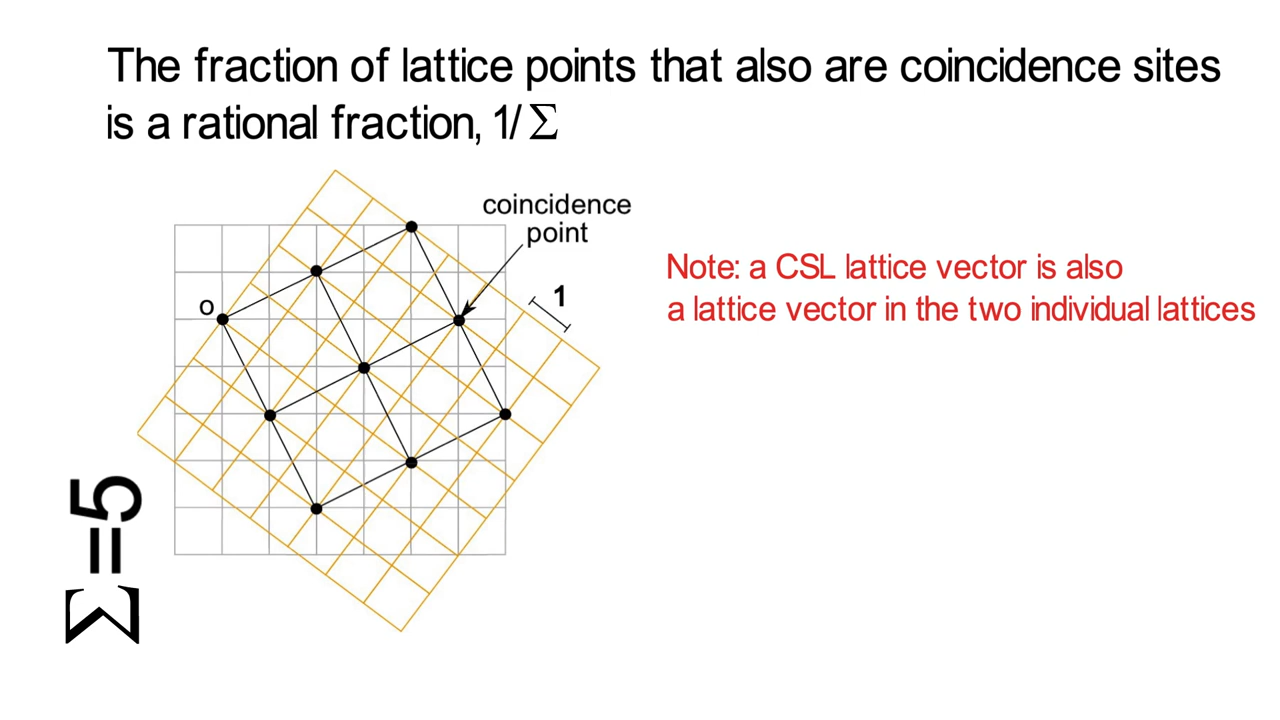 The fraction of lattice points that also are coincidence sites
is a rational fraction, 1/Σ
coincidence
point
o
1
Note: a CSL lattice vector is also
a lattice vector in the two individual lattices
Σ=5